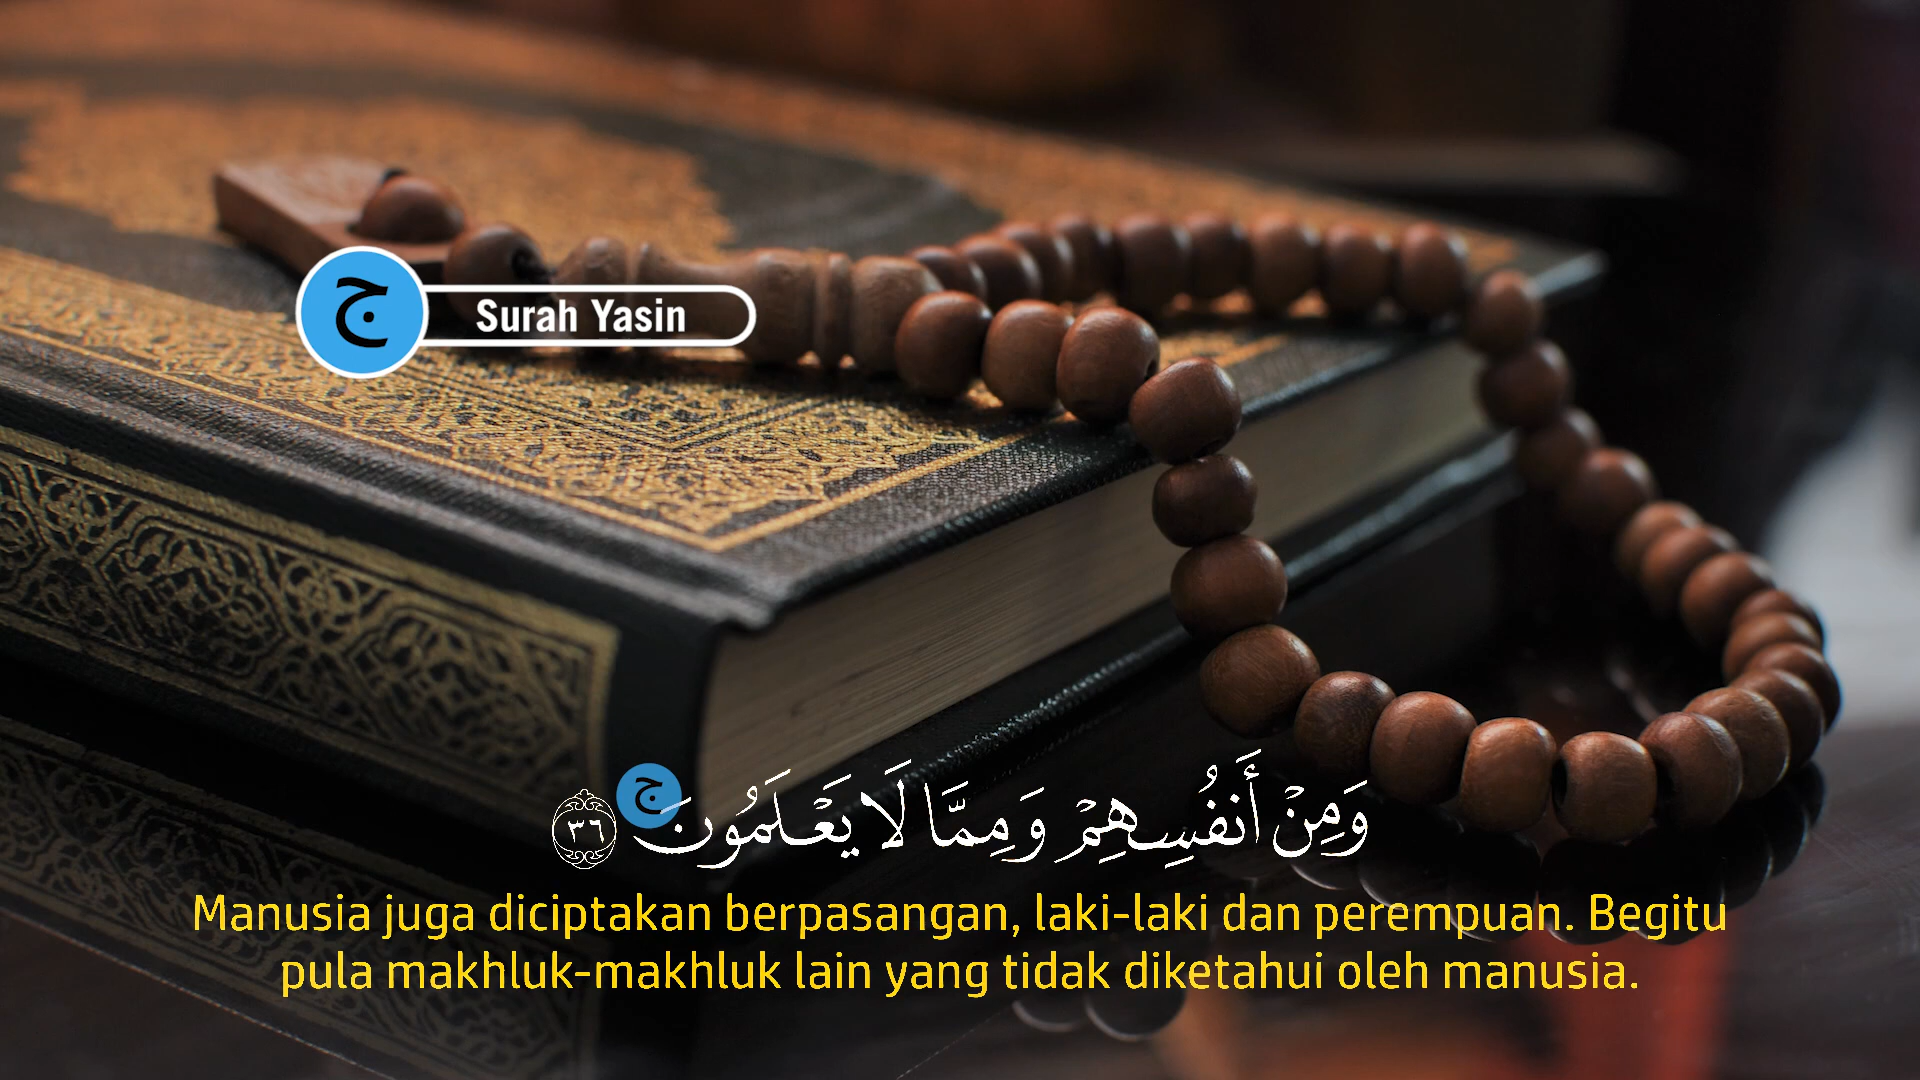 ج
Surah Yasin
وَمِنْ أَنفُسِهِمْ وَمِمَّا لَا يَعْلَمُونَ ٣٦
ج
Manusia juga diciptakan berpasangan, laki-laki dan perempuan. Begitu
pula makhluk-makhluk lain yang tidak diketahui oleh manusia.